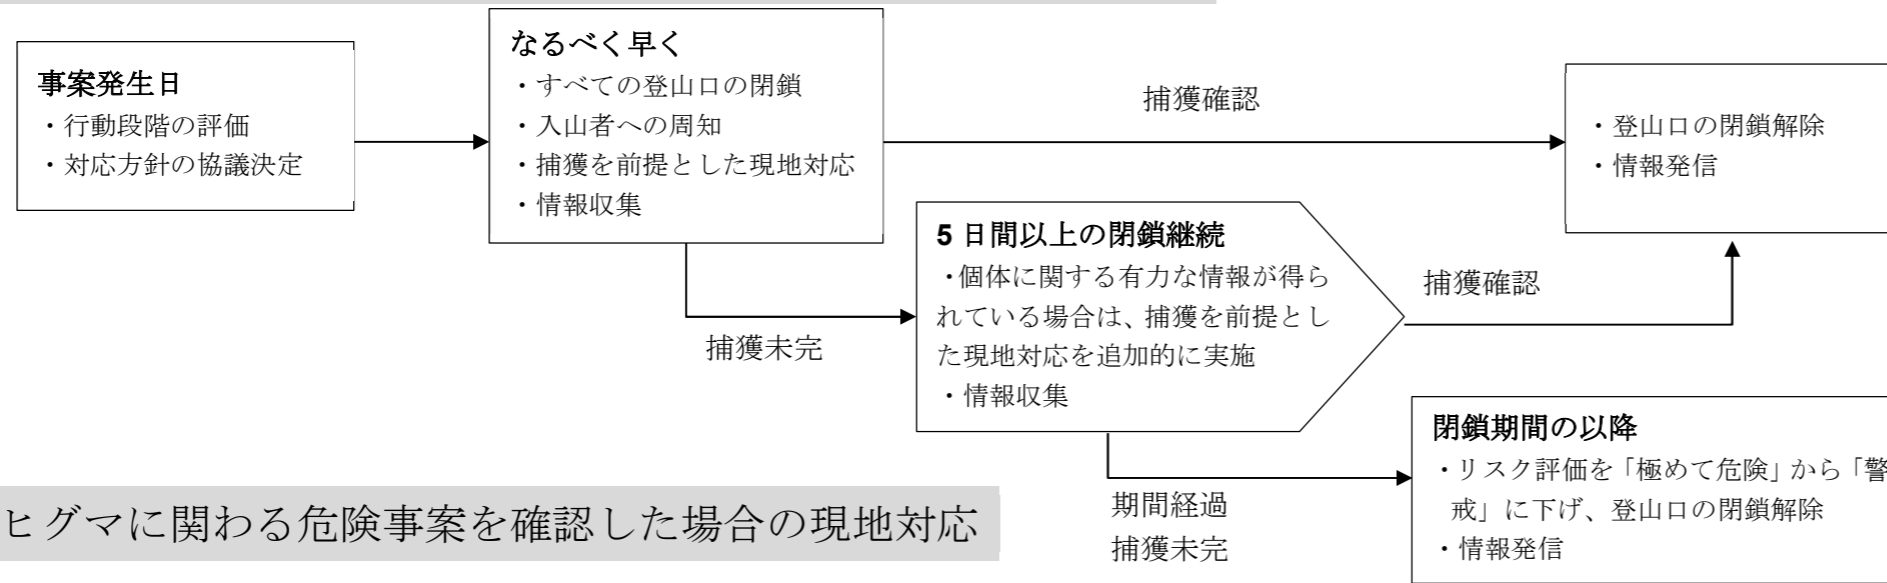 事案発生日
・行動段階の評価
・対応方針の協議決定
なるべく早く
・すべての登山口の閉鎖
・入山者への周知
・捕獲を前提とした現地対応
・情報収集
捕獲確認
・登山口の閉鎖解除
・情報発信
捕獲未完
5 日間以上の閉鎖継続
・個体に関する有力な情報が得ら
れている場合は、捕獲を前提とし
た現地対応を追加的に実施
・情報収集
捕獲確認
期間経過
捕獲未完
閉鎖期間の以降
・リスク評価を「極めて危険」から「警
戒」に下げ、登山口の閉鎖解除
・情報発信
ヒグマに関わる危険事案を確認した場合の現地対応